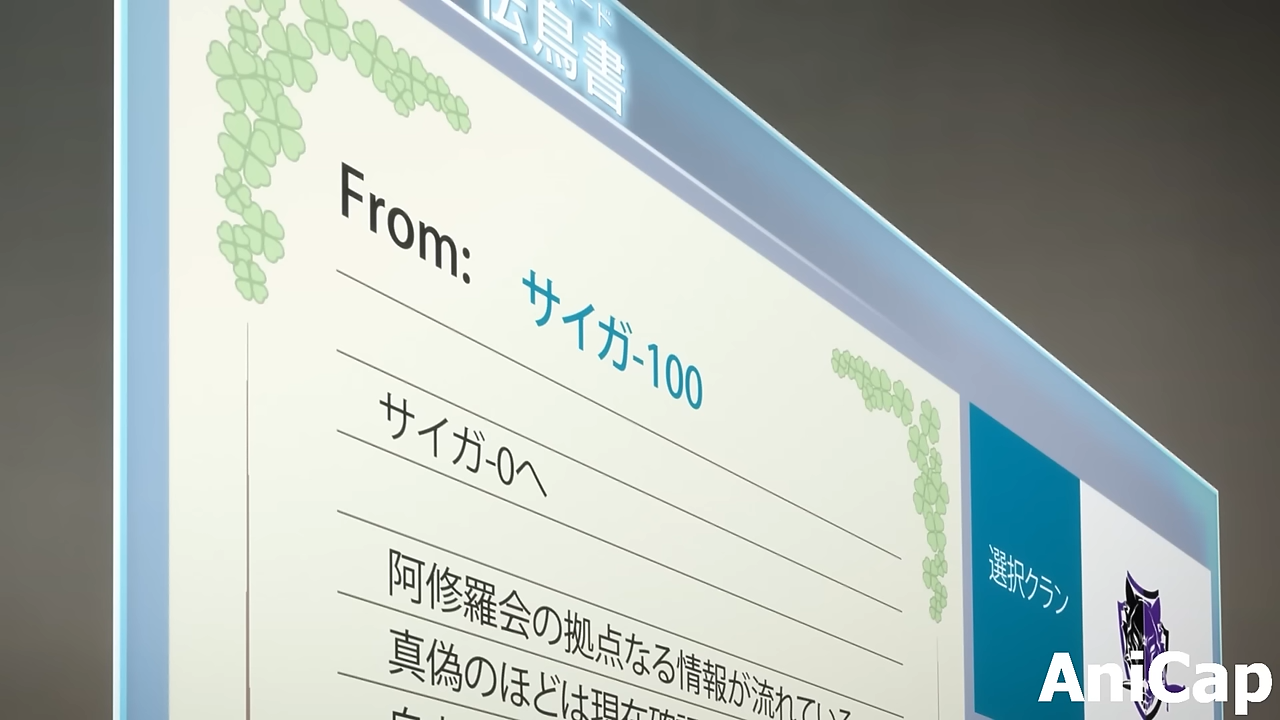 伝鳥書
From: サイガ-100
サイガ-0へ
阿修羅会の拠点なる情報が流れている
真偽のほどは現在確認
選択クラン
AniCap